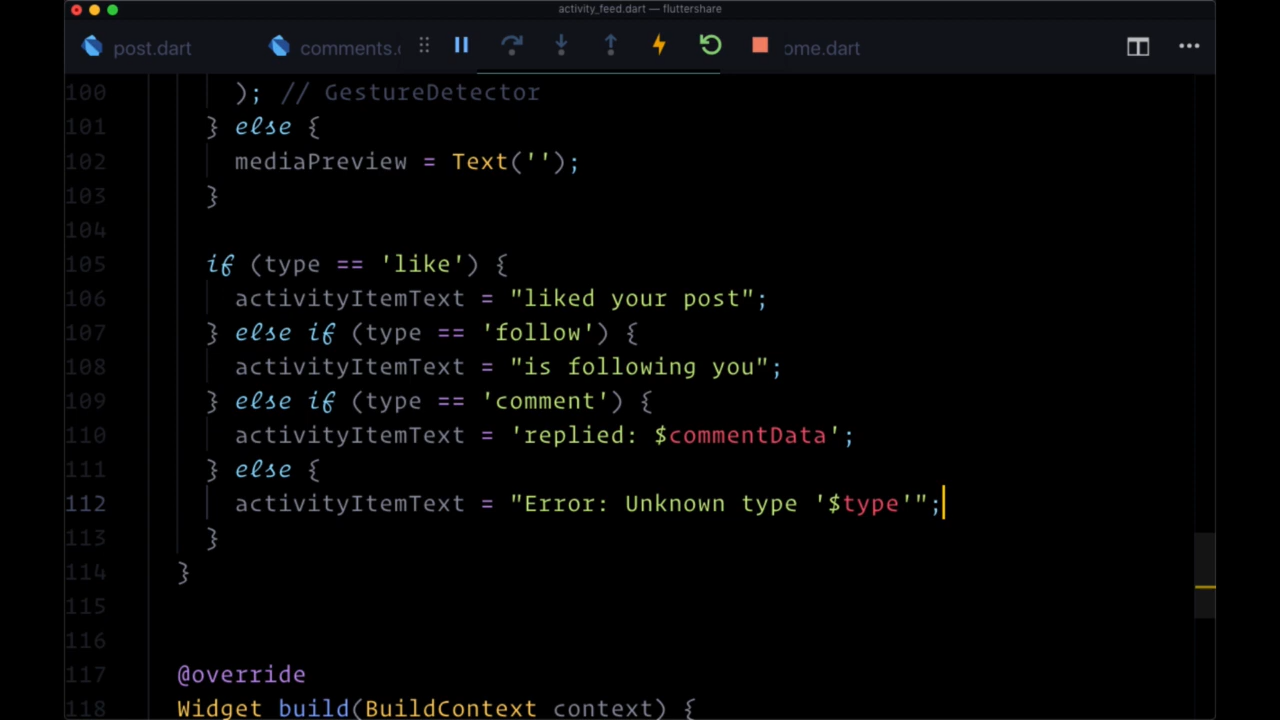 activity_feed.dart — fluttershare
post.dart comments. ome.dart
100 ); // GestureDetector
101 } else {
102 mediaPreview = Text('');
103 }
104
105 if (type == 'like') {
106 activityItemText = "liked your post";
107 } else if (type == 'follow') {
108 activityItemText = "is following you";
109 } else if (type == 'comment') {
110 activityItemText = 'replied: $commentData';
111 } else {
112 activityItemText = "Error: Unknown type '$type'";
113 }
114 }
115
116
117 @override
118 Widget build(BuildContext context) {